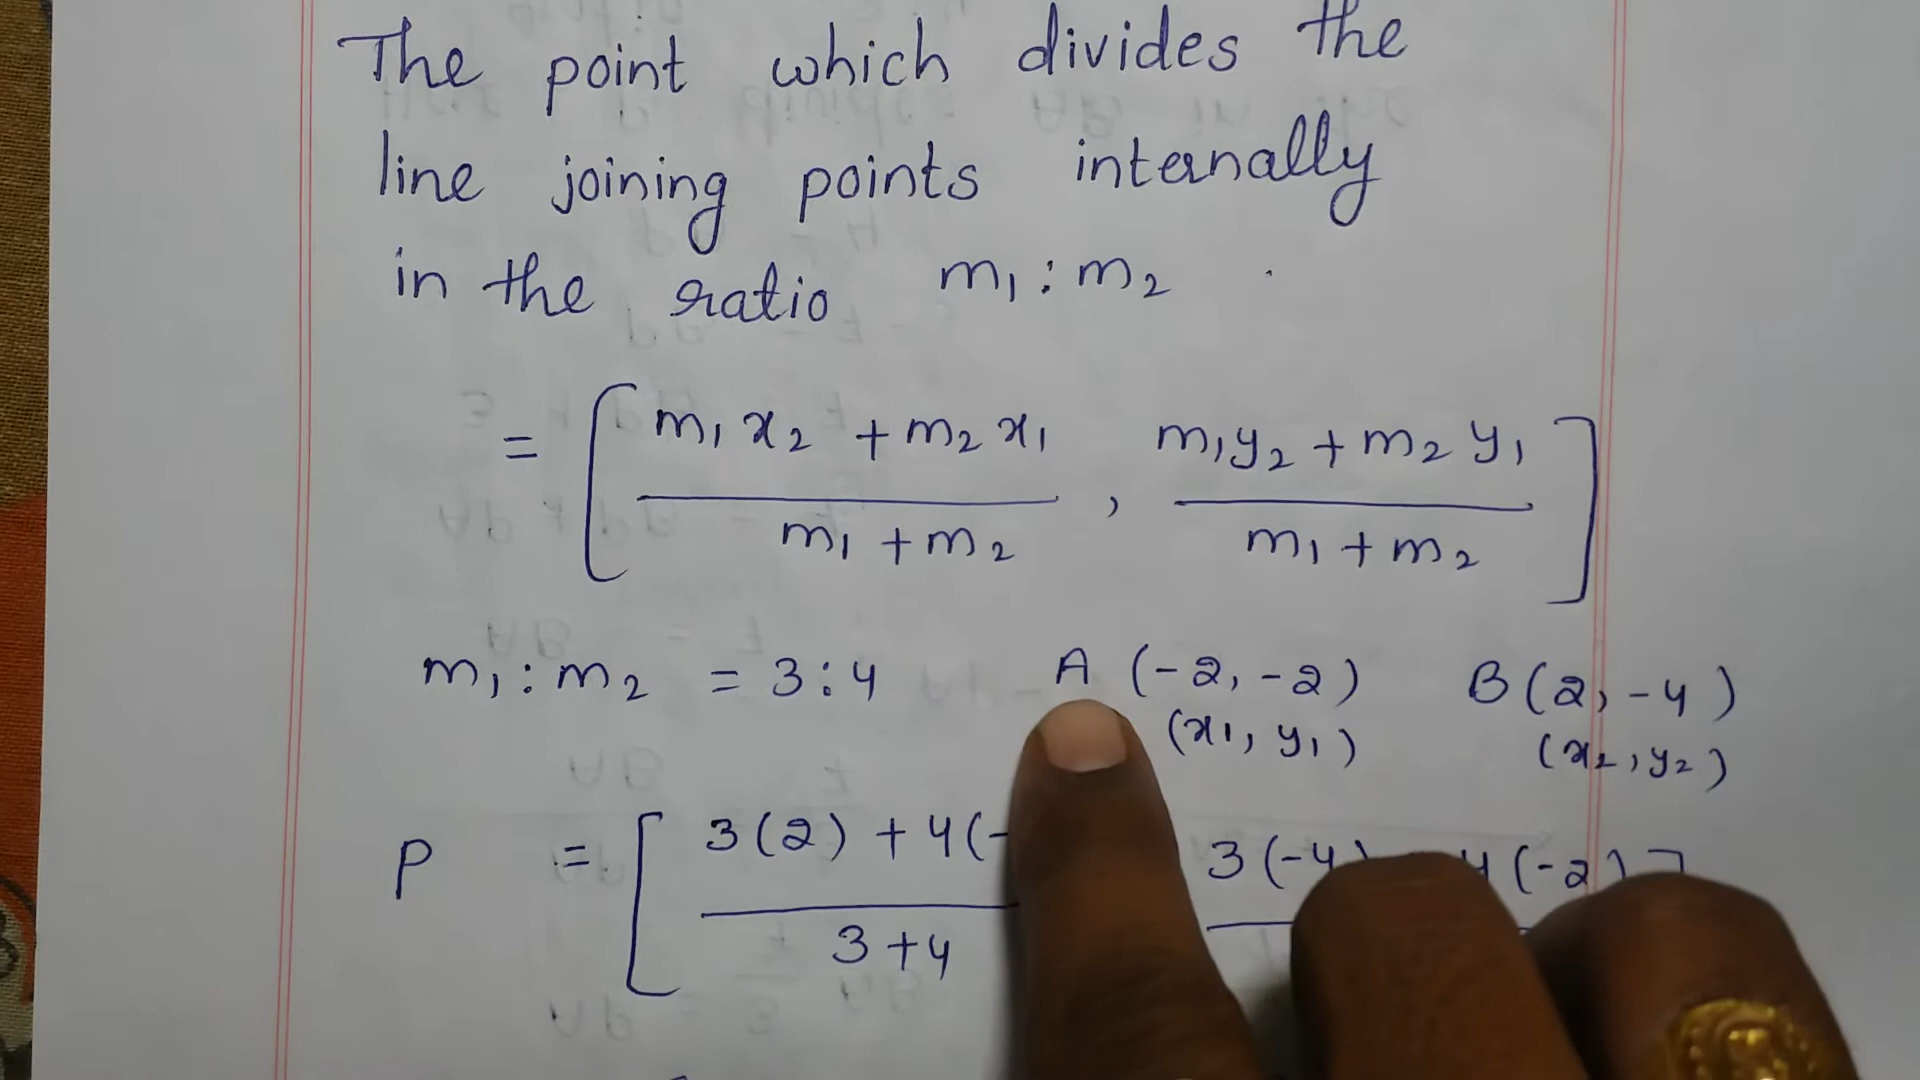 The point which divides the
line joining points internally
in the ratio m₁ : m₂
= [ (m₁x₂ + m₂x₁)/(m₁ + m₂) , (m₁y₂ + m₂y₁)/(m₁ + m₂) ]
m₁ : m₂ = 3 : 4 A (-2, -2) B (2, -4)
(x₁, y₁) (x₂, y₂)
P = [ 3(2) + 4(- 3(-4) 4(-2) ]
3 + 4